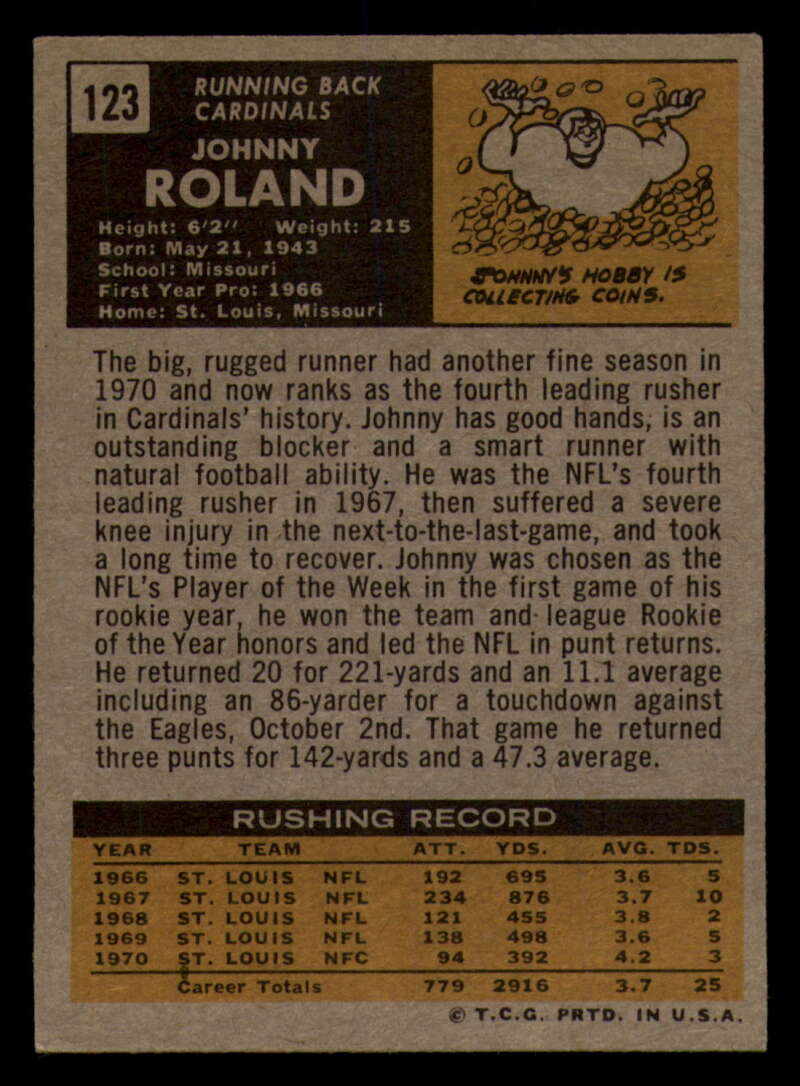 123
RUNNING BACK
CARDINALS
JOHNNY
ROLAND
Height: 6'2" Weight: 215
Born: May 21, 1943
School: Missouri
First Year Pro: 1966
Home: St. Louis, Missouri
JOHNNY'S HOBBY IS
COLLECTING COINS.
The big, rugged runner had another fine season in
1970 and now ranks as the fourth leading rusher
in Cardinals' history. Johnny has good hands, is an
outstanding blocker and a smart runner with
natural football ability. He was the NFL's fourth
leading rusher in 1967, then suffered a severe
knee injury in the next-to-the-last-game, and took
a long time to recover. Johnny was chosen as the
NFL's Player of the Week in the first game of his
rookie year, he won the team and league Rookie
of the Year honors and led the NFL in punt returns.
He returned 20 for 221-yards and an 11.1 average
including an 86-yarder for a touchdown against
the Eagles, October 2nd. That game he returned
three punts for 142-yards and a 47.3 average.
RUSHING RECORD
YEAR TEAM ATT. YDS. AVG. TDS.
1966 ST. LOUIS NFL 192 695 3.6 5
1967 ST. LOUIS NFL 234 876 3.7 10
1968 ST. LOUIS NFL 121 455 3.8 2
1969 ST. LOUIS NFL 138 498 3.6 5
1970 ST. LOUIS NFC 94 392 4.2 3
Career Totals 779 2916 3.7 25
© T.C.G. PRTD. IN U.S.A.